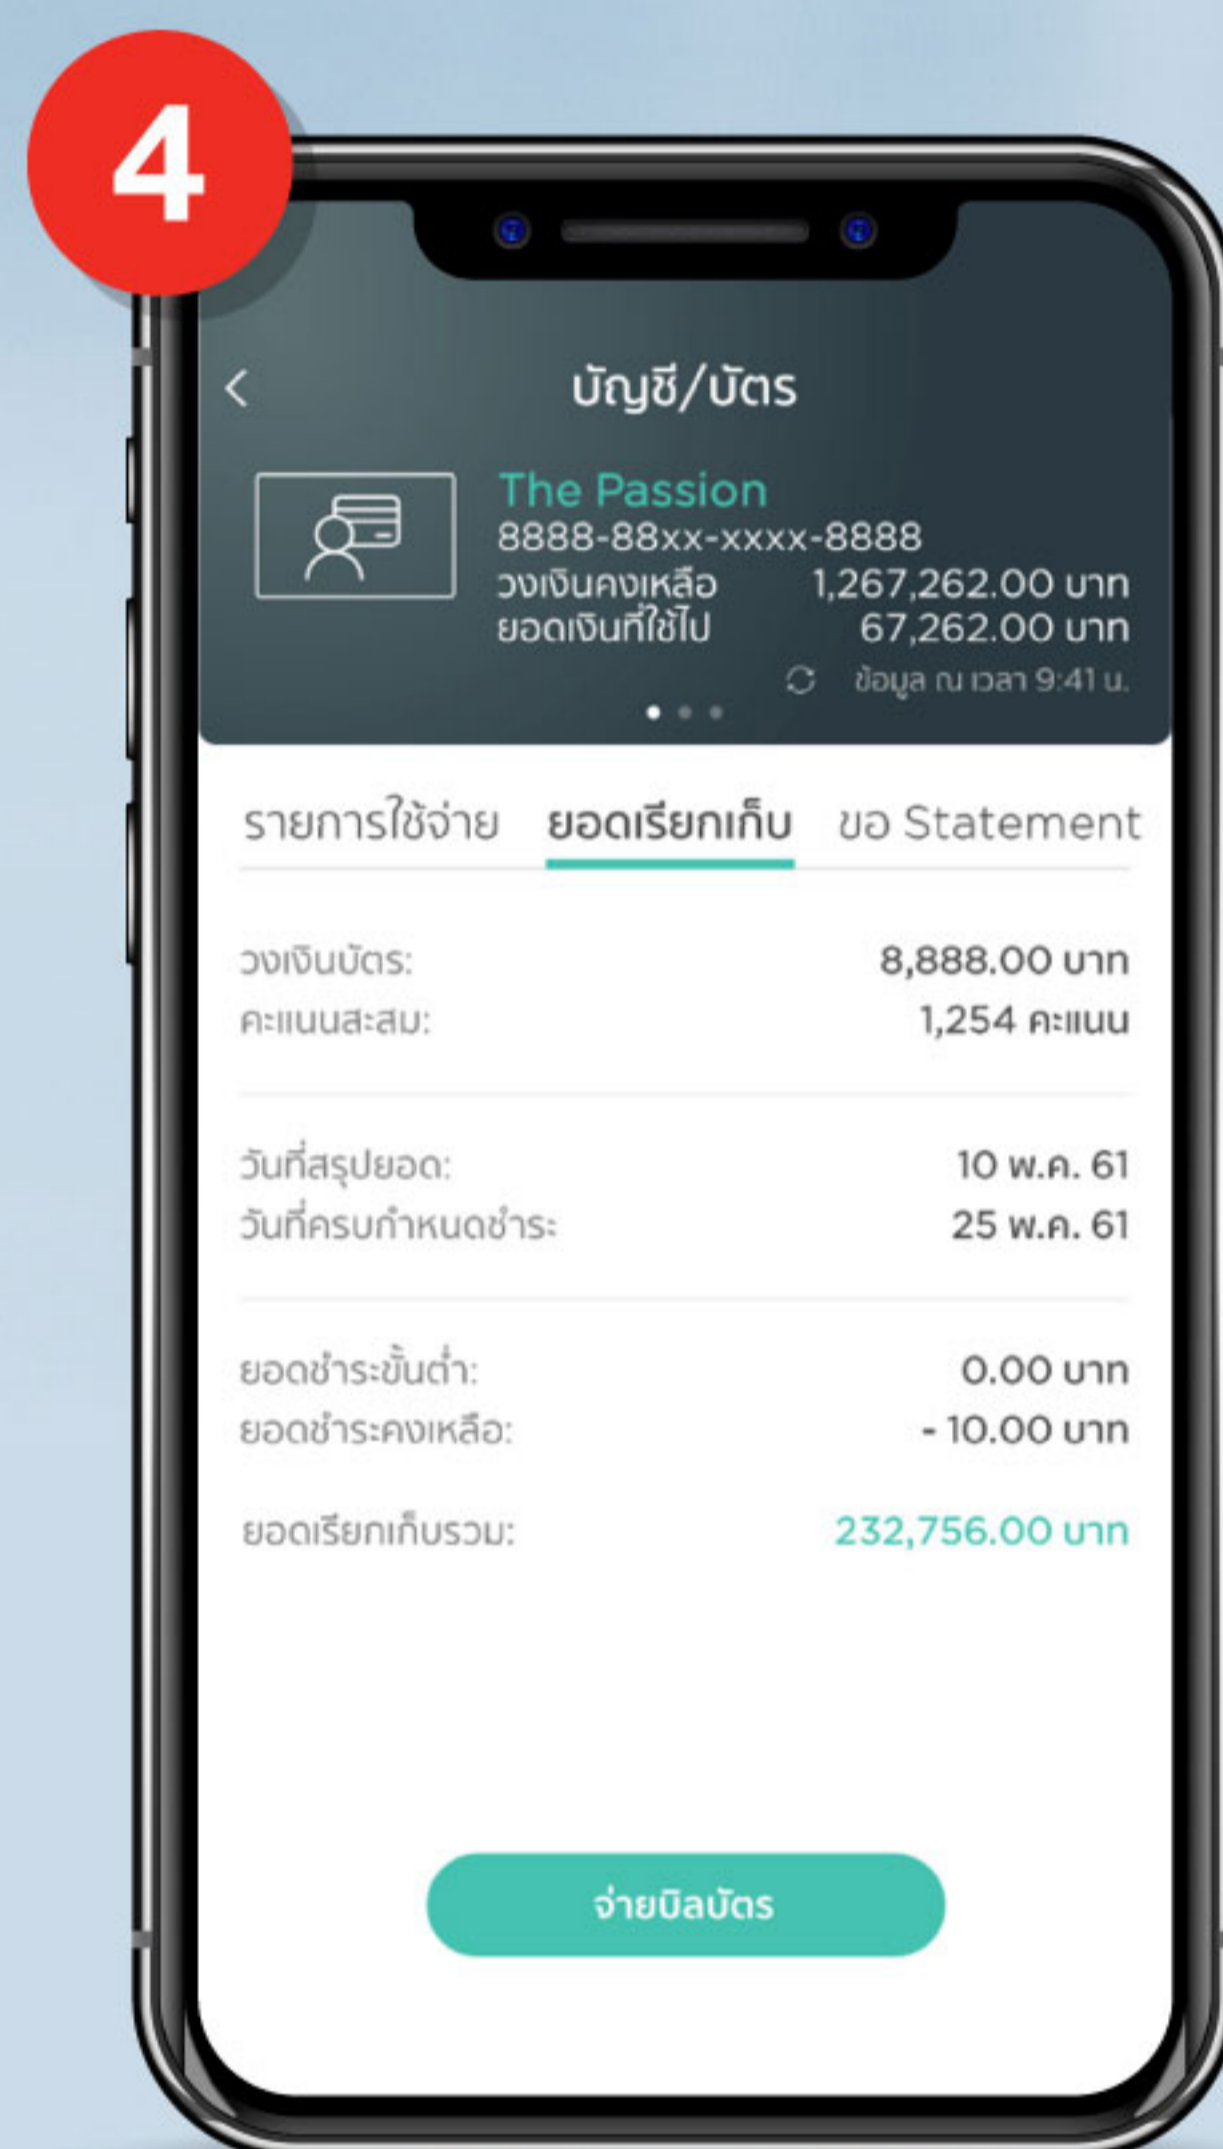 4
บัญชี/บัตร
The Passion
8888-88xx-xxxx-8888
วงเงินคงเหลือ 1,267,262.00 บาท
ยอดเงินที่ใช้ไป 67,262.00 บาท
ข้อมูล ณ เวลา 9:41 น.
รายการใช้จ่าย ยอดเรียกเก็บ ขอ Statement
วงเงินบัตร: 8,888.00 บาท
คะแนนสะสม: 1,254 คะแนน
วันที่สรุปยอด: 10 พ.ค. 61
วันที่ครบกำหนดชำระ 25 พ.ค. 61
ยอดชำระขั้นต่ำ: 0.00 บาท
ยอดชำระคงเหลือ: - 10.00 บาท
ยอดเรียกเก็บรวม: 232,756.00 บาท
จ่ายบิลบัตร